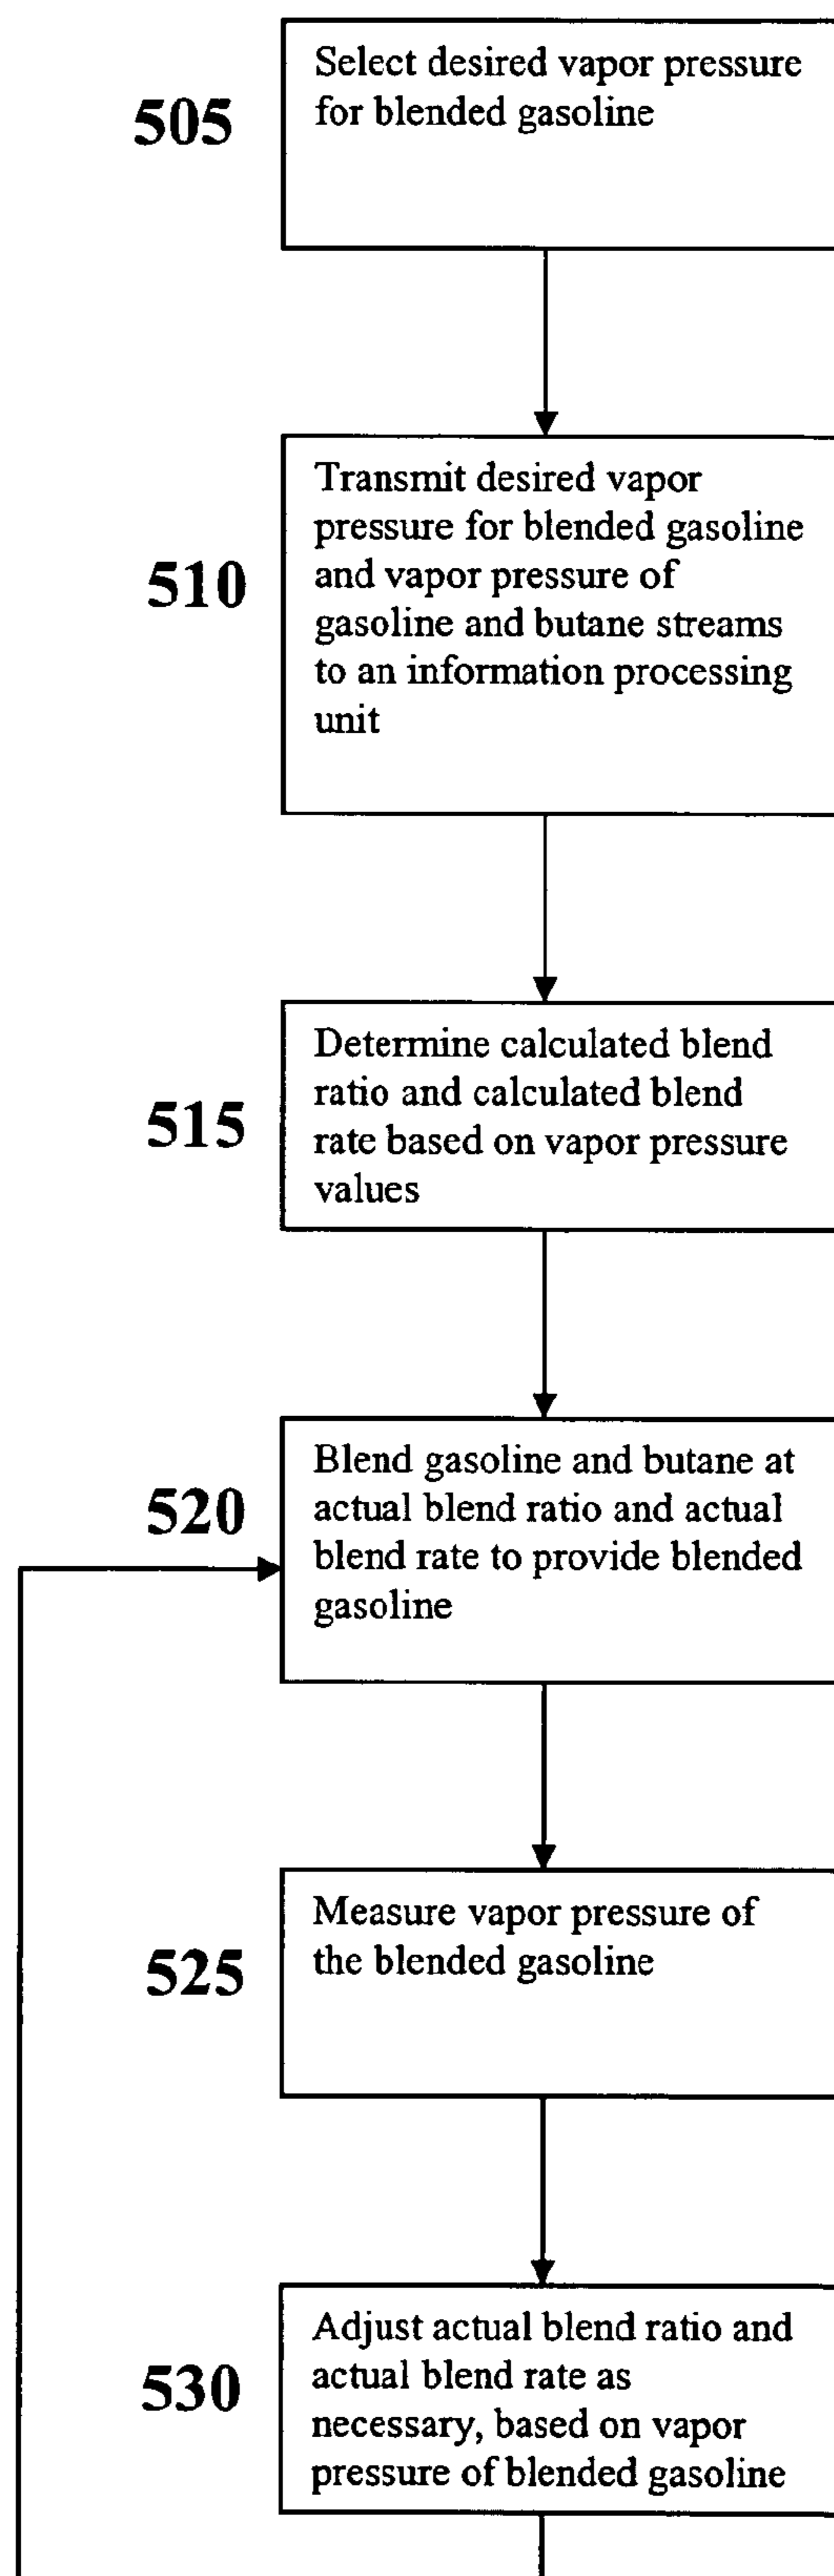 505
Select desired vapor pressure
for blended gasoline
510
Transmit desired vapor
pressure for blended gasoline
and vapor pressure of
gasoline and butane streams
to an information processing
unit
515
Determine calculated blend
ratio and calculated blend
rate based on vapor pressure
values
520
Blend gasoline and butane at
actual blend ratio and actual
blend rate to provide blended
gasoline
525
Measure vapor pressure of
the blended gasoline
530
Adjust actual blend ratio and
actual blend rate as
necessary, based on vapor
pressure of blended gasoline